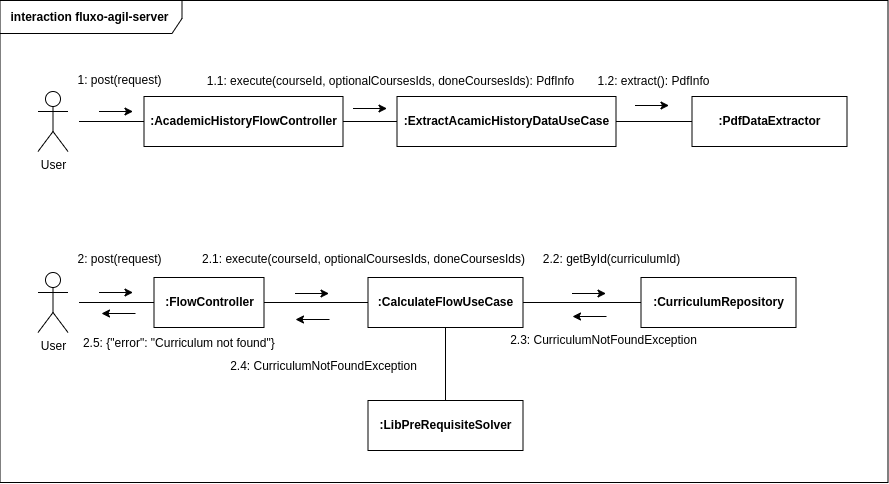 interaction fluxo-agil-server
1: post(request)
1.1: execute(courseId, optionalCoursesIds, doneCoursesIds): PdfInfo
1.2: extract(): PdfInfo
:AcademicHistoryFlowController
:ExtractAcamicHistoryDataUseCase
:PdfDataExtractor
User
2: post(request)
2.1: execute(courseId, optionalCoursesIds, doneCoursesIds)
2.2: getById(curriculumId)
:FlowController
:CalculateFlowUseCase
:CurriculumRepository
User
2.5: {"error": "Curriculum not found"}
2.3: CurriculumNotFoundException
2.4: CurriculumNotFoundException
:LibPreRequisiteSolver